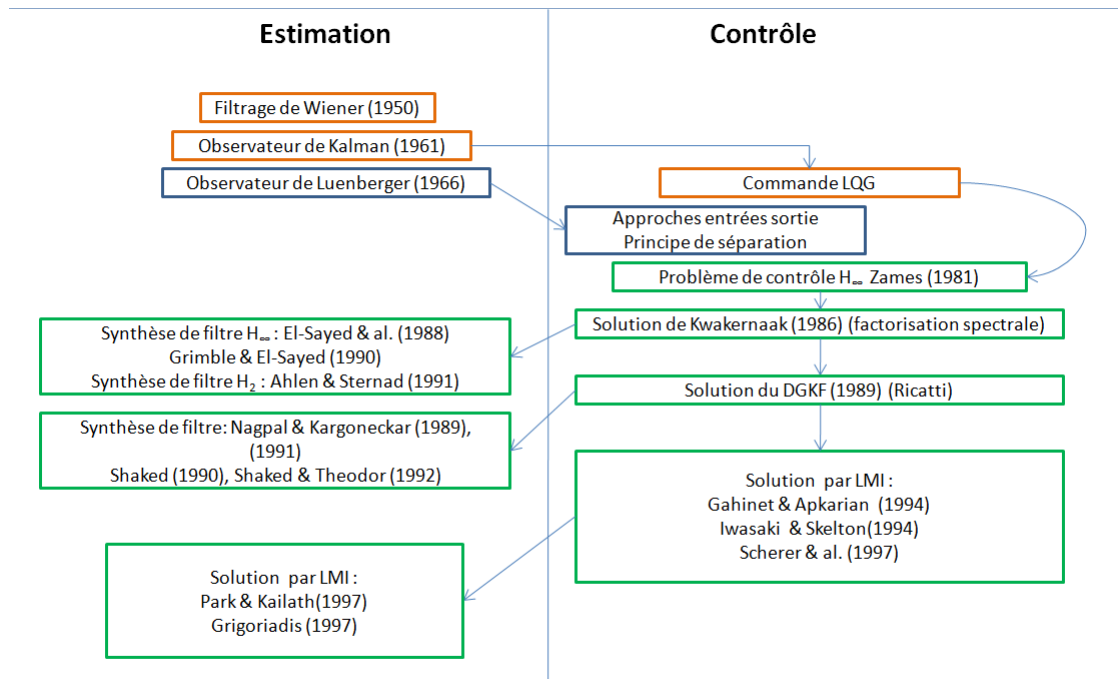 Estimation
Contrôle
Filtrage de Wiener (1950)
Observateur de Kalman (1961)
Observateur de Luenberger (1966)
Commande LQG
Approches entrées sortie
Principe de séparation
Problème de contrôle H∞ Zames (1981)
Solution de Kwakernaak (1986) (factorisation spectrale)
Synthèse de filtre H∞ : El-Sayed & al. (1988)
Grimble & El-Sayed (1990)
Synthèse de filtre H₂ : Ahlen & Sternad (1991)
Solution du DGKF (1989) (Ricatti)
Synthèse de filtre: Nagpal & Kargoneckar (1989),
(1991)
Shaked (1990), Shaked & Theodor (1992)
Solution par LMI :
Gahinet & Apkarian (1994)
Iwasaki & Skelton(1994)
Scherer & al. (1997)
Solution par LMI :
Park & Kailath(1997)
Grigoriadis (1997)